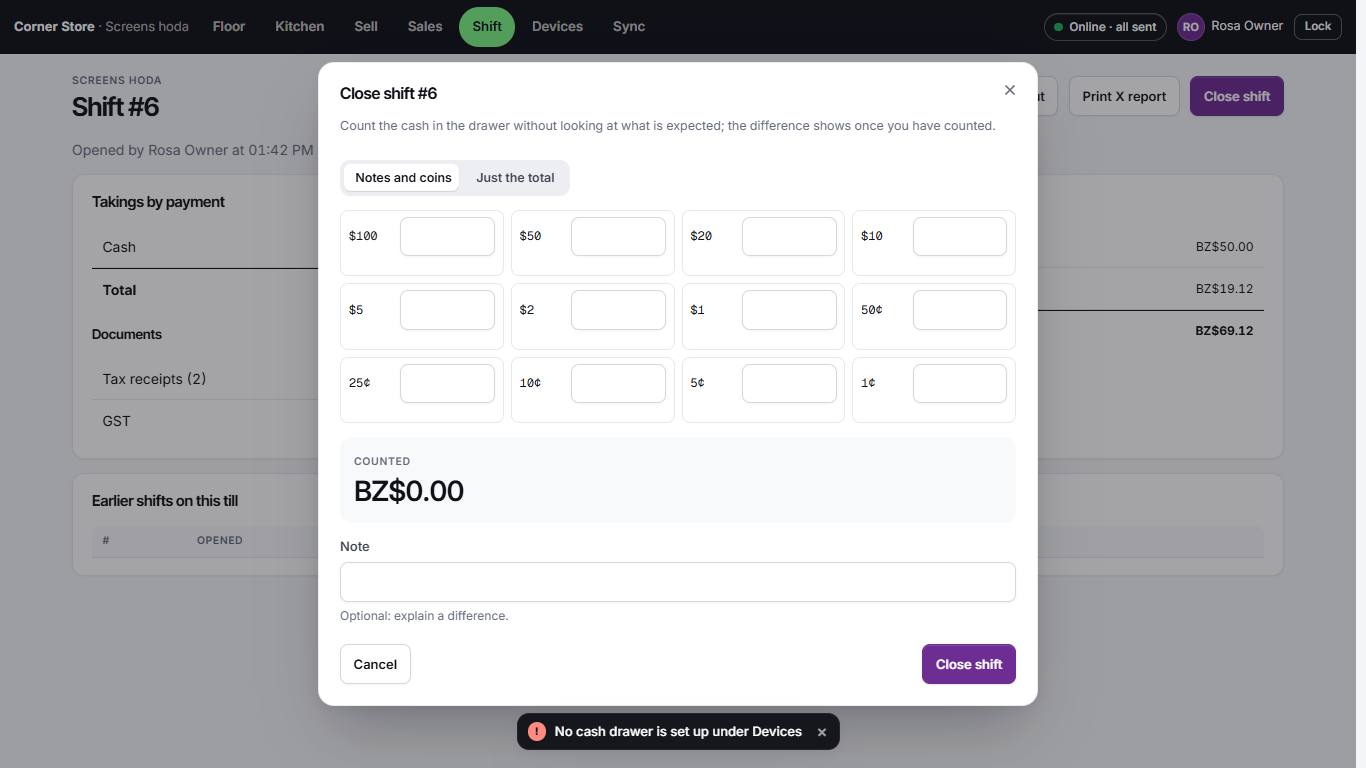 Corner Store · Screens hoda
Floor
Kitchen
Sell
Sales
Shift
Devices
Sync
Online · all sent
RO
Rosa Owner
Lock
SCREENS HODA
Shift #6
Print X report
Close shift
Opened by Rosa Owner at 01:42 PM
Takings by payment
Cash
Total
Documents
Tax receipts (2)
GST
BZ$50.00
BZ$19.12
BZ$69.12
Earlier shifts on this till
#
OPENED
Close shift #6
Count the cash in the drawer without looking at what is expected; the difference shows once you have counted.
Notes and coins
Just the total
$100
$50
$20
$10
$5
$2
$1
50¢
25¢
10¢
5¢
1¢
COUNTED
BZ$0.00
Note
Optional: explain a difference.
Cancel
Close shift
No cash drawer is set up under Devices